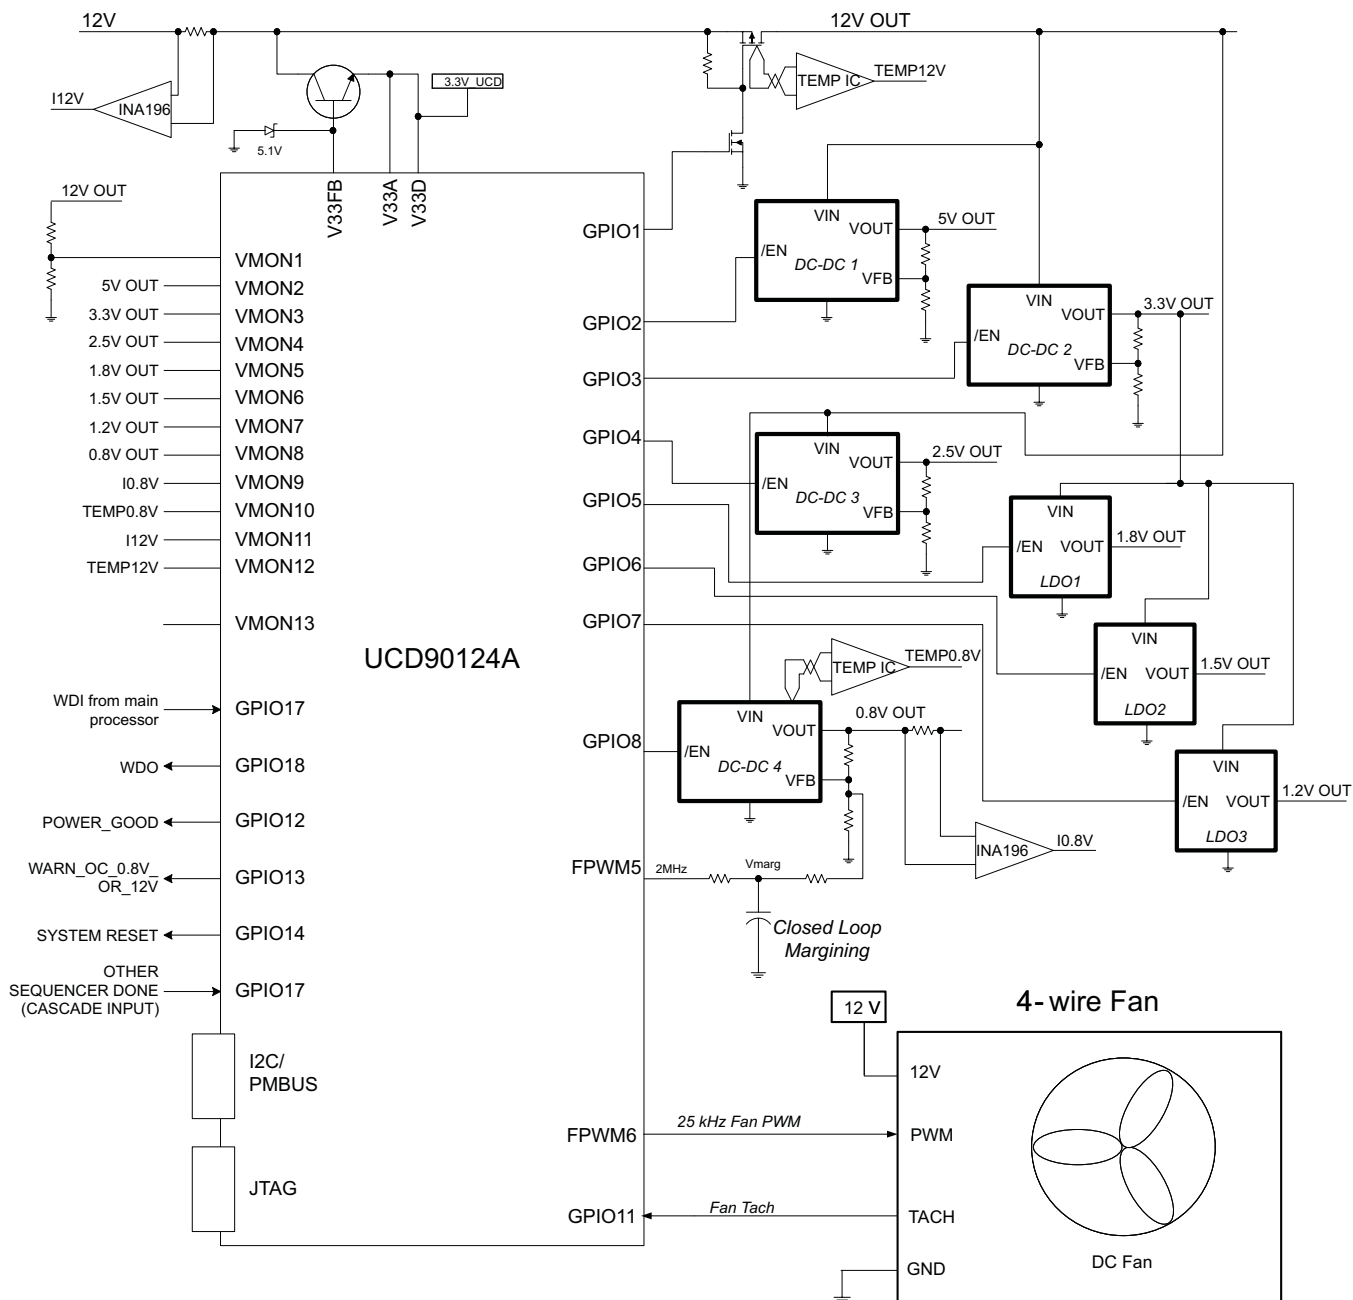 12V
12V OUT
I12V
INA196
5.1V
3.3V_UCD
TEMP IC
TEMP12V
12V OUT
V33FB
V33A
V33D
UCD90124A
VMON1
5V OUT
VMON2
3.3V OUT
VMON3
2.5V OUT
VMON4
1.8V OUT
VMON5
1.5V OUT
VMON6
1.2V OUT
VMON7
0.8V OUT
VMON8
I0.8V
VMON9
TEMP0.8V
VMON10
I12V
VMON11
TEMP12V
VMON12
VMON13
WDI from main
processor
GPIO17
WDO
GPIO18
POWER_GOOD
GPIO12
WARN_OC_0.8V_
OR_12V
GPIO13
SYSTEM RESET
GPIO14
OTHER
SEQUENCER DONE
(CASCADE INPUT)
GPIO17
I2C/
PMBUS
JTAG
GPIO1
GPIO2
GPIO3
GPIO4
GPIO5
GPIO6
GPIO7
GPIO8
FPWM5
2MHz
FPWM6
GPIO11
VIN
VOUT
/EN
DC-DC 1
VFB
5V OUT
VIN
VOUT
/EN
DC-DC 2
VFB
3.3V OUT
VIN
VOUT
/EN
DC-DC 3
VFB
2.5V OUT
VIN
/EN
VOUT
LDO1
1.8V OUT
VIN
/EN
VOUT
LDO2
1.5V OUT
VIN
/EN
VOUT
LDO3
1.2V OUT
TEMP IC
TEMP0.8V
VIN
VOUT
/EN
DC-DC 4
VFB
0.8V OUT
INA196
I0.8V
Vmarg
Closed Loop
Margining
4-wire Fan
12 V
12V
25 kHz Fan PWM
PWM
Fan Tach
TACH
GND
DC Fan